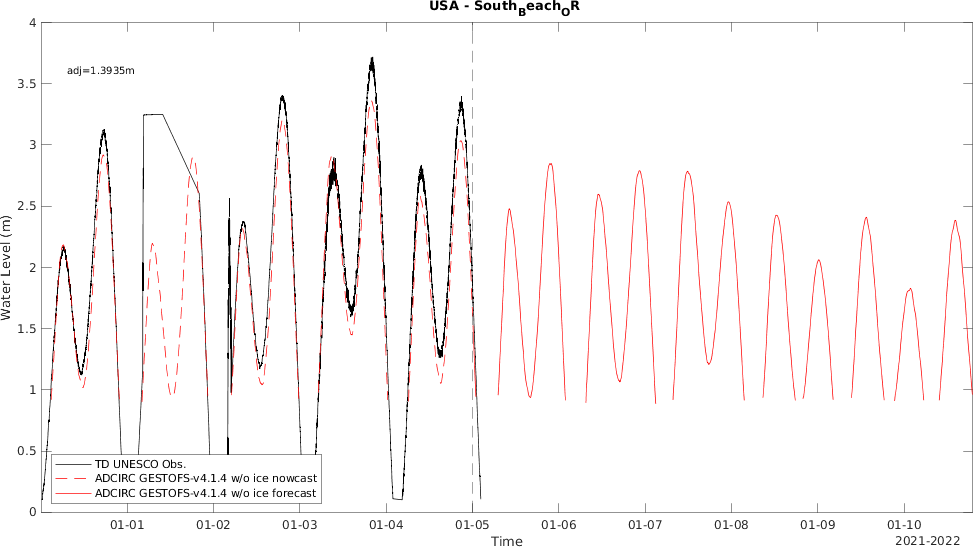 USA - SouthBeachOR
4
adj=1.3935m
3.5
3
2.5
2
1.5
1
0.5
0
Water Level (m)
TD UNESCO Obs.
ADCIRC GESTOFS-v4.1.4 w/o ice nowcast
ADCIRC GESTOFS-v4.1.4 w/o ice forecast
01-01 01-02 01-03 01-04 01-05 01-06 01-07 01-08 01-09 01-10
Time
2021-2022